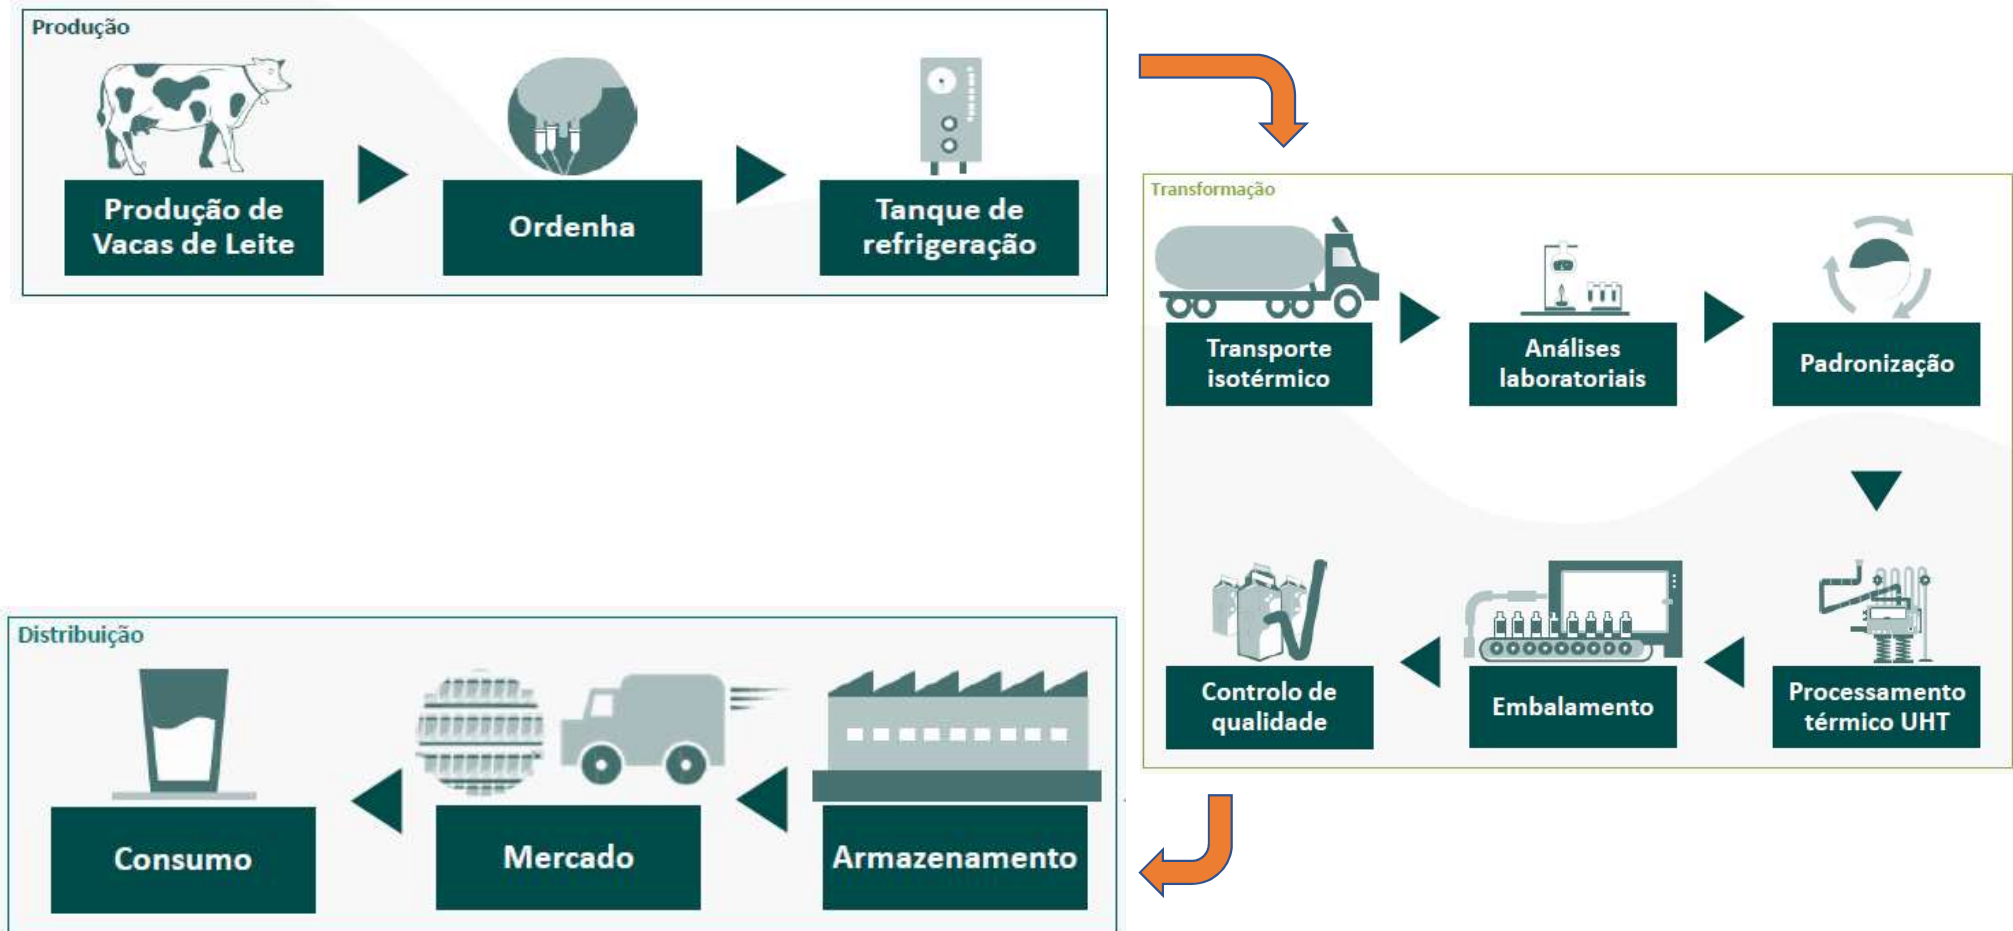 Produção
Produção de
Vacas de Leite
Ordenha
Tanque de
refrigeração
Transformação
Transporte
isotérmico
Análises
laboratoriais
Padronização
Processamento
térmico UHT
Embalamento
Controlo de
qualidade
Distribuição
Armazenamento
Mercado
Consumo